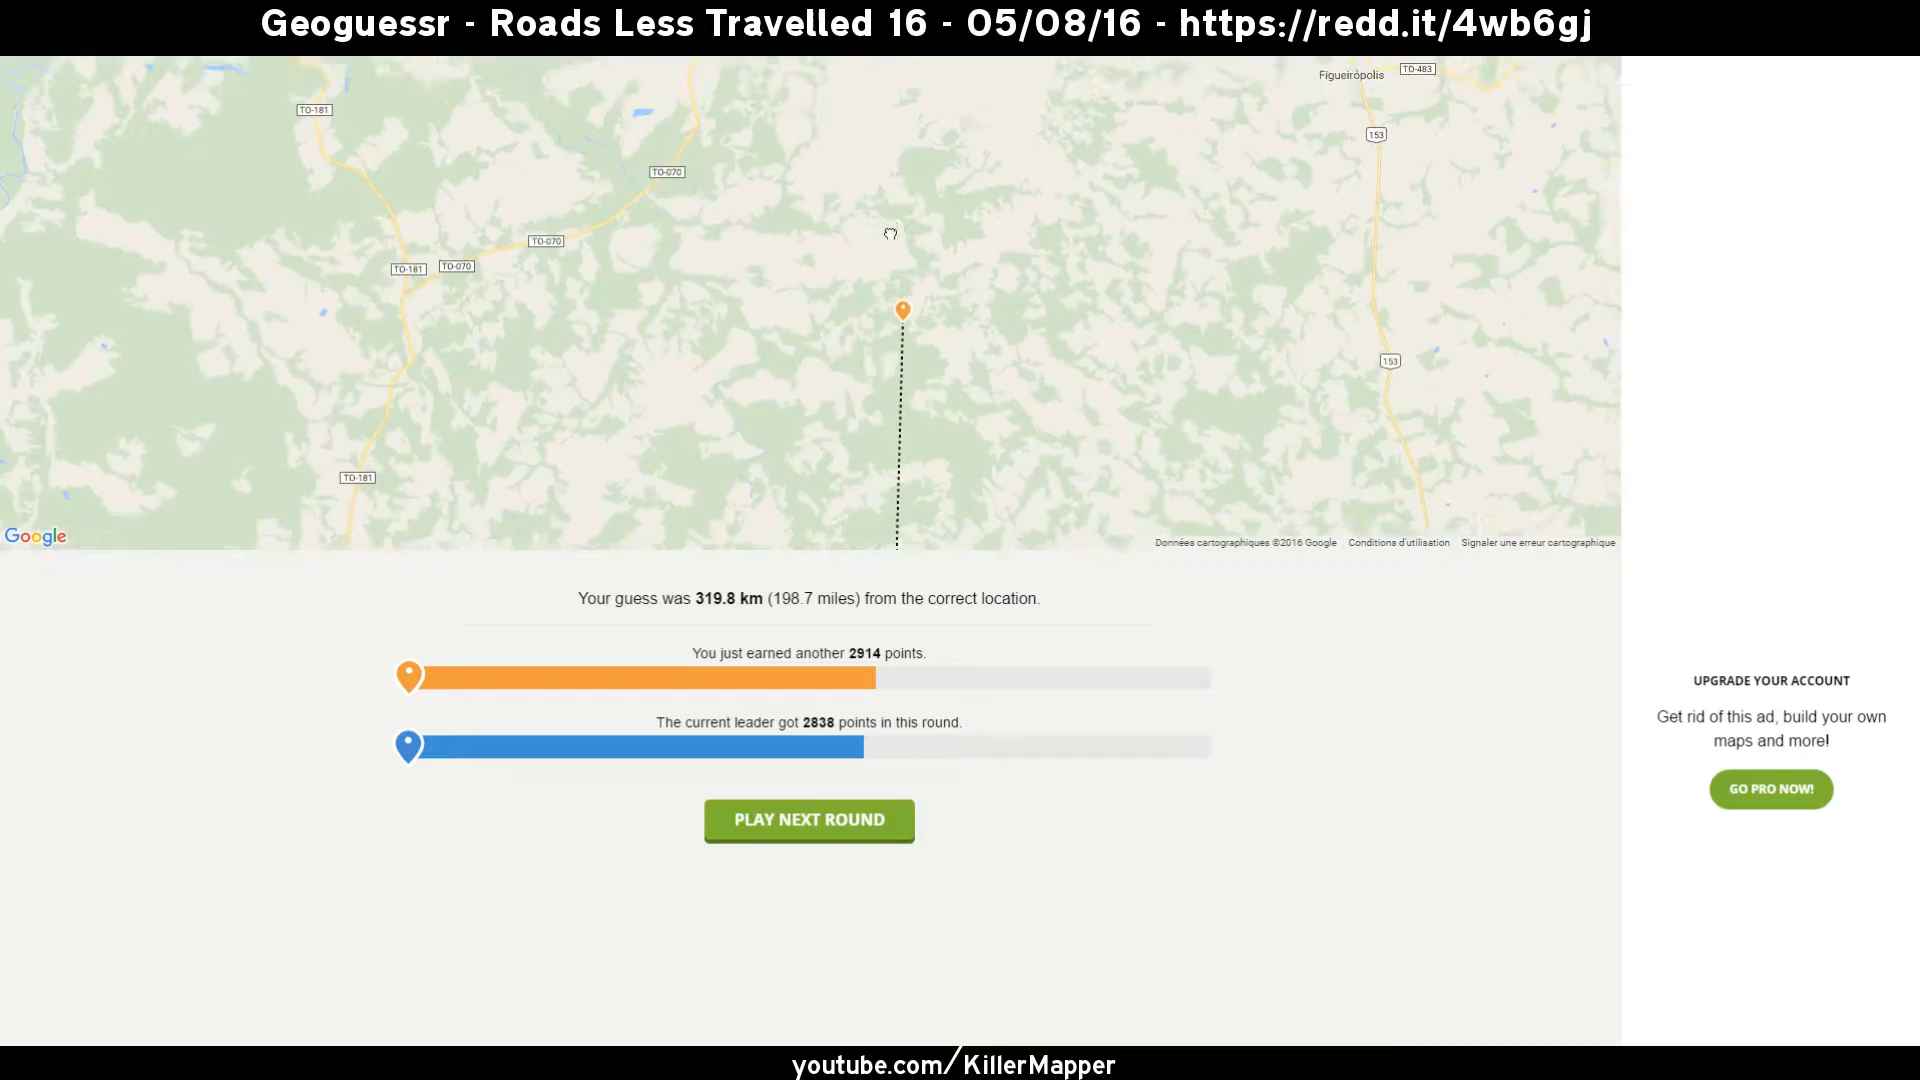 Geoguessr - Roads Less Travelled 16 - 05/08/16 - https://redd.it/4wb6gj
Figueirópolis
TO-483
TO-181
153
TO-070
TO-070
TO-181
TO-070
153
TO-181
Google
Données cartographiques ©2016 Google
Conditions d'utilisation
Signaler une erreur cartographique
Your guess was 319.8 km (198.7 miles) from the correct location.
You just earned another 2914 points.
The current leader got 2838 points in this round.
PLAY NEXT ROUND
UPGRADE YOUR ACCOUNT
Get rid of this ad, build your own
maps and more!
GO PRO NOW!
youtube.com/KillerMapper